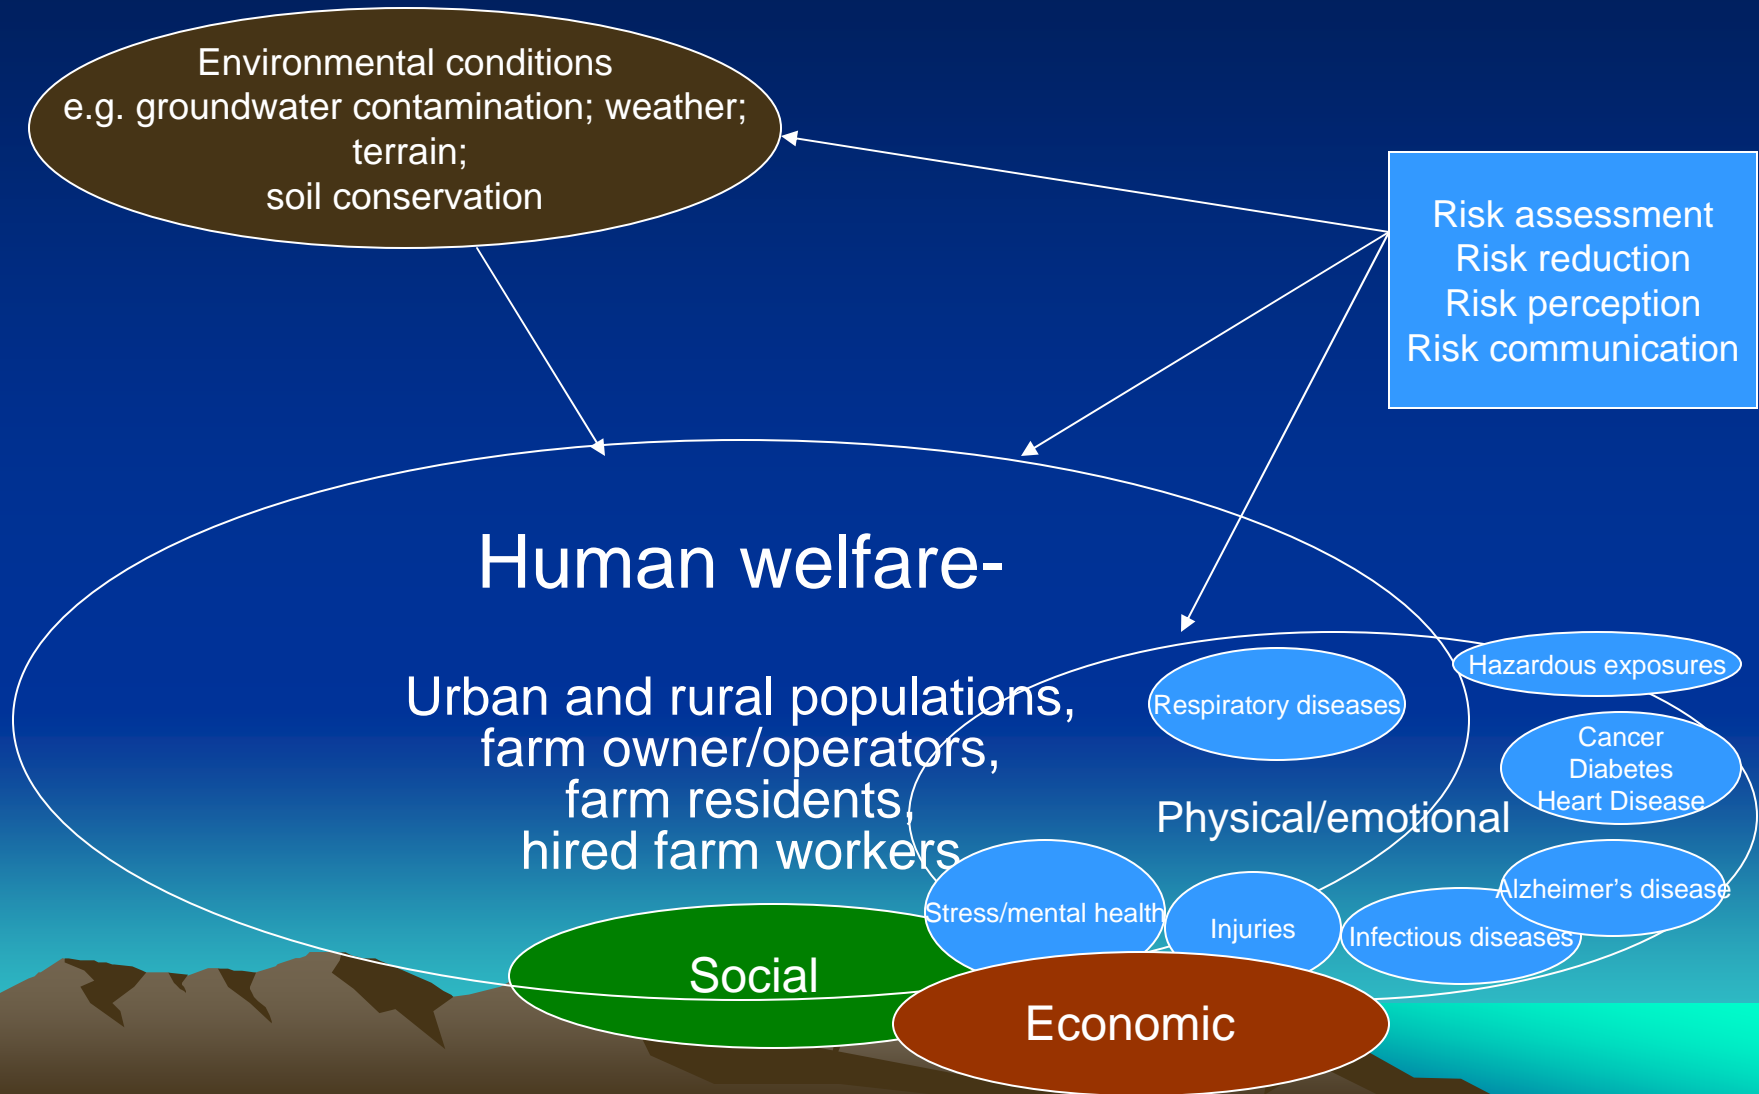 Environmental conditions
e.g. groundwater contamination; weather;
terrain;
soil conservation
Risk assessment
Risk reduction
Risk perception
Risk communication
Human welfare-
Urban and rural populations,
farm owner/operators,
farm residents,
hired farm workers
Hazardous exposures
Respiratory diseases
Cancer
Diabetes
Heart Disease
Physical/emotional
Alzheimer’s disease
Stress/mental health
Injuries
Infectious diseases
Social
Economic